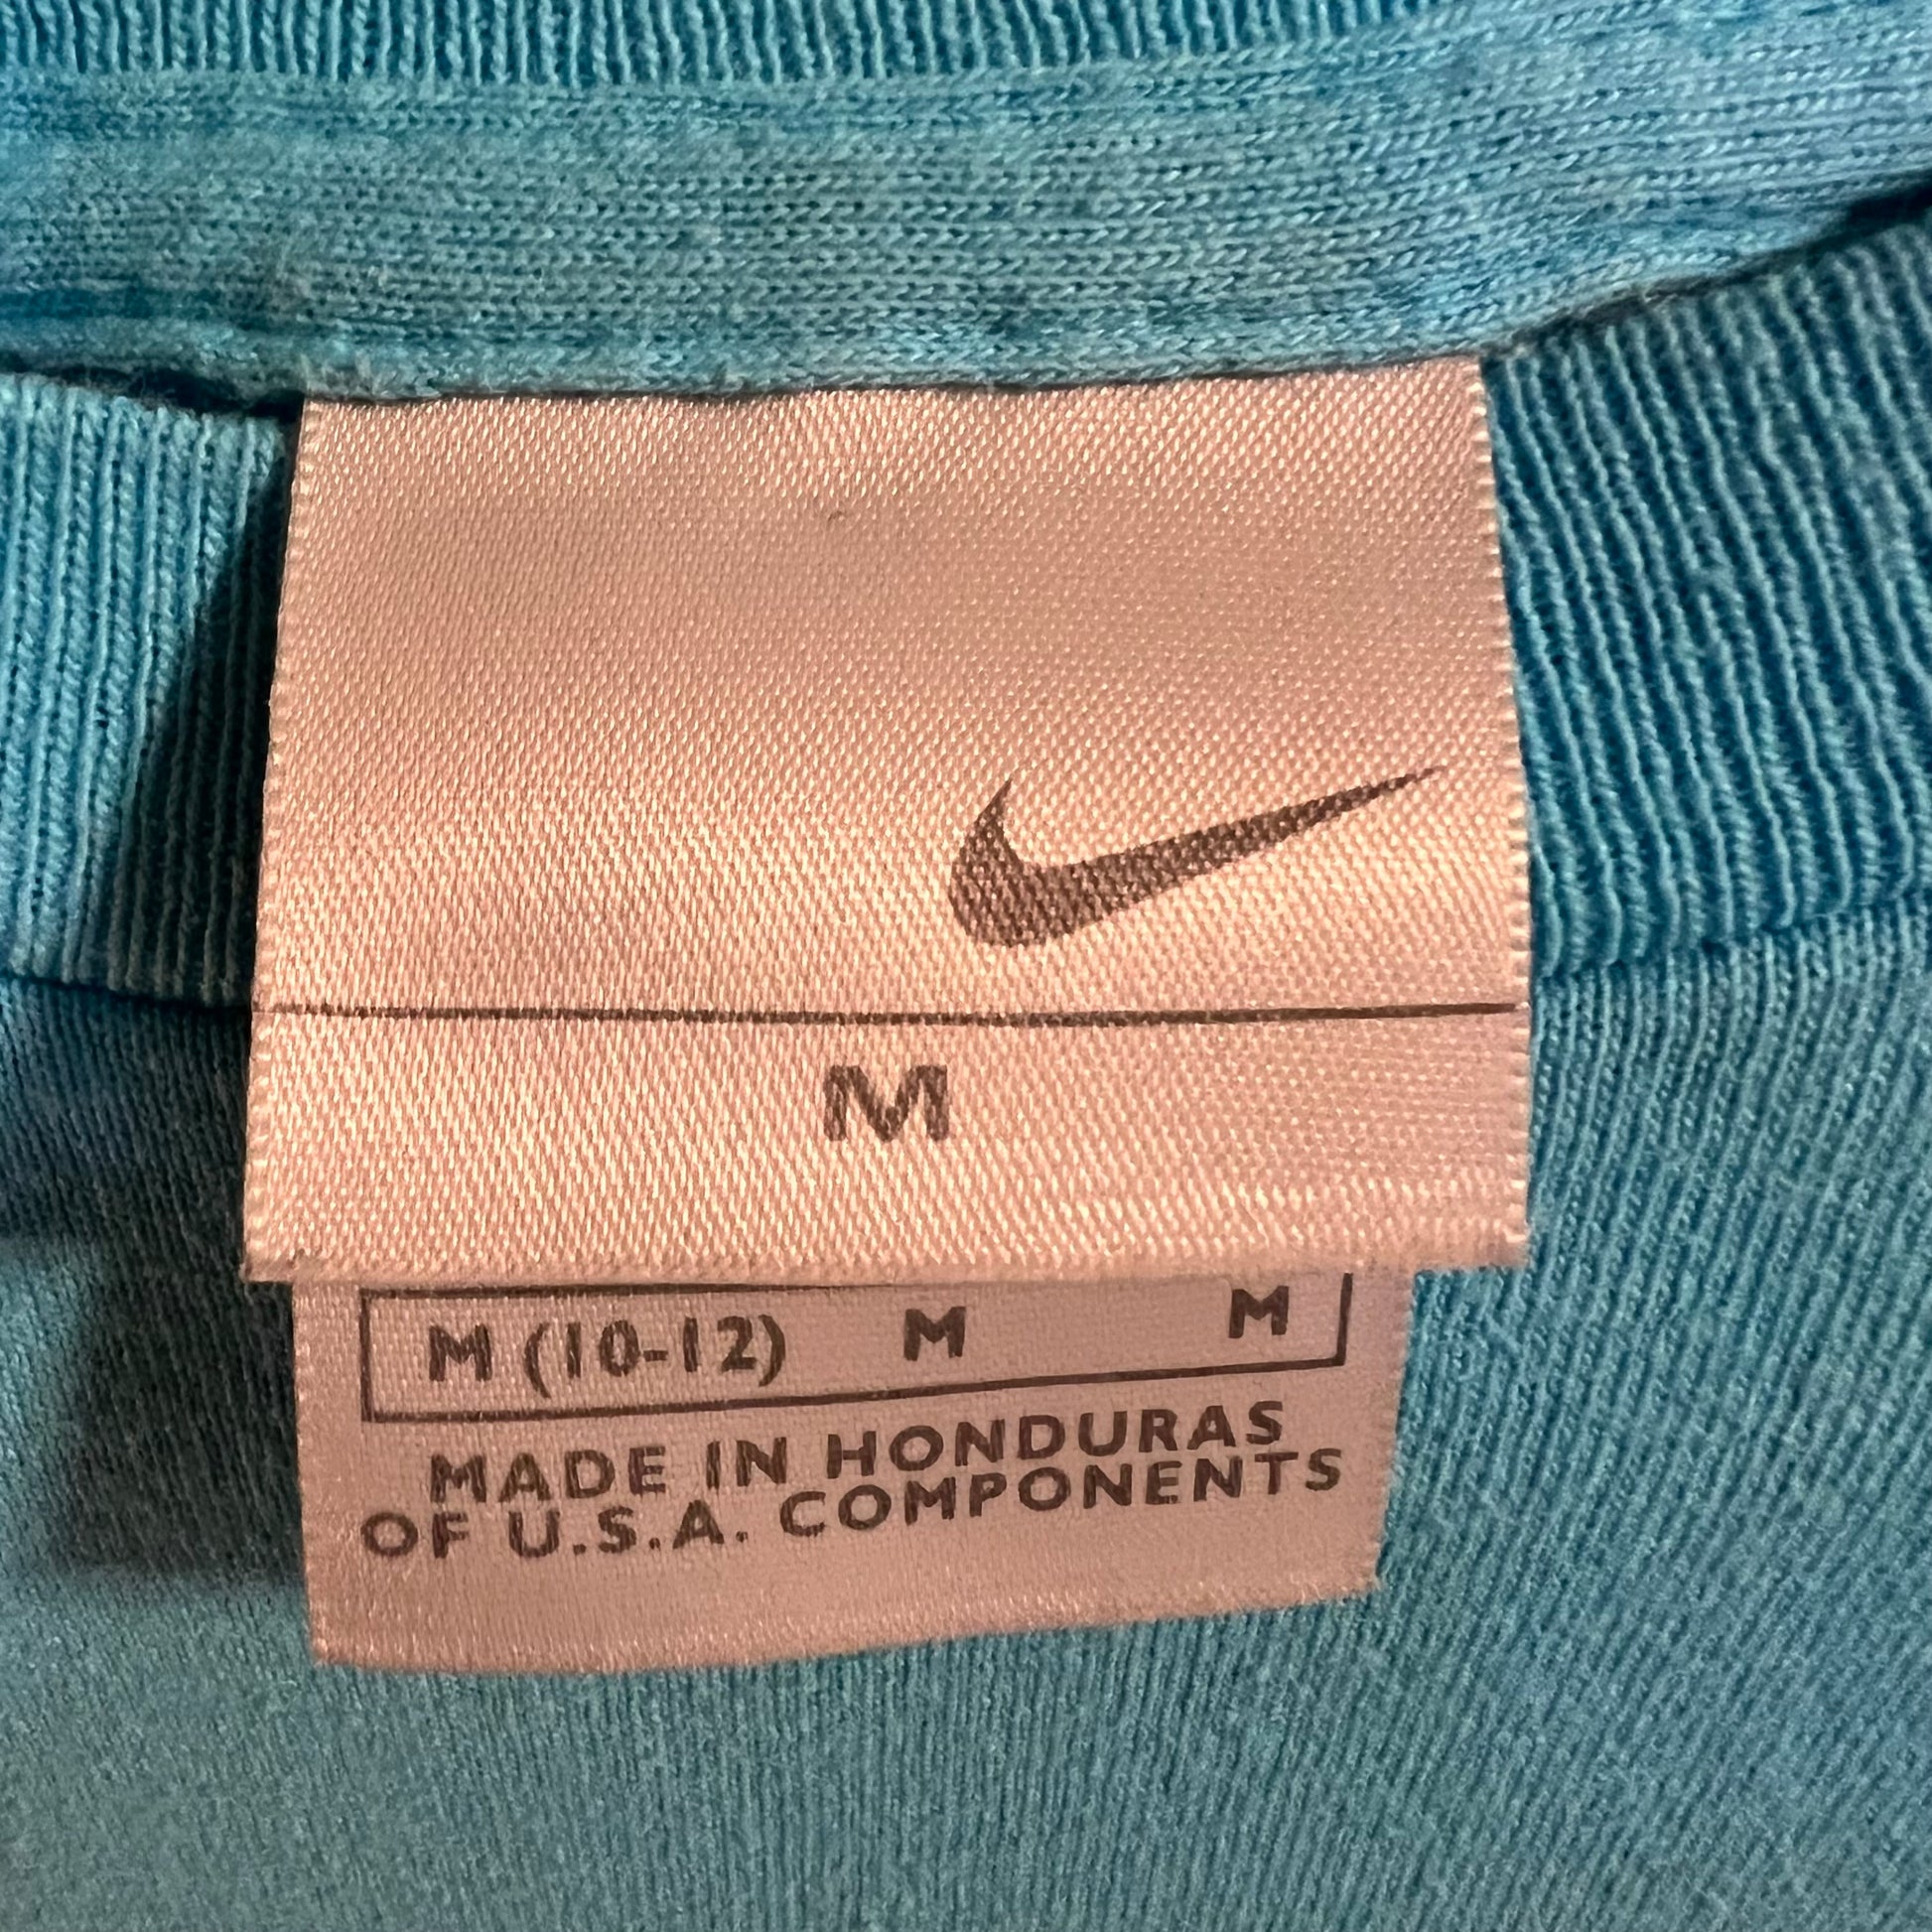 M
M (10-12) M M
MADE IN HONDURAS
OF U.S.A. COMPONENTS